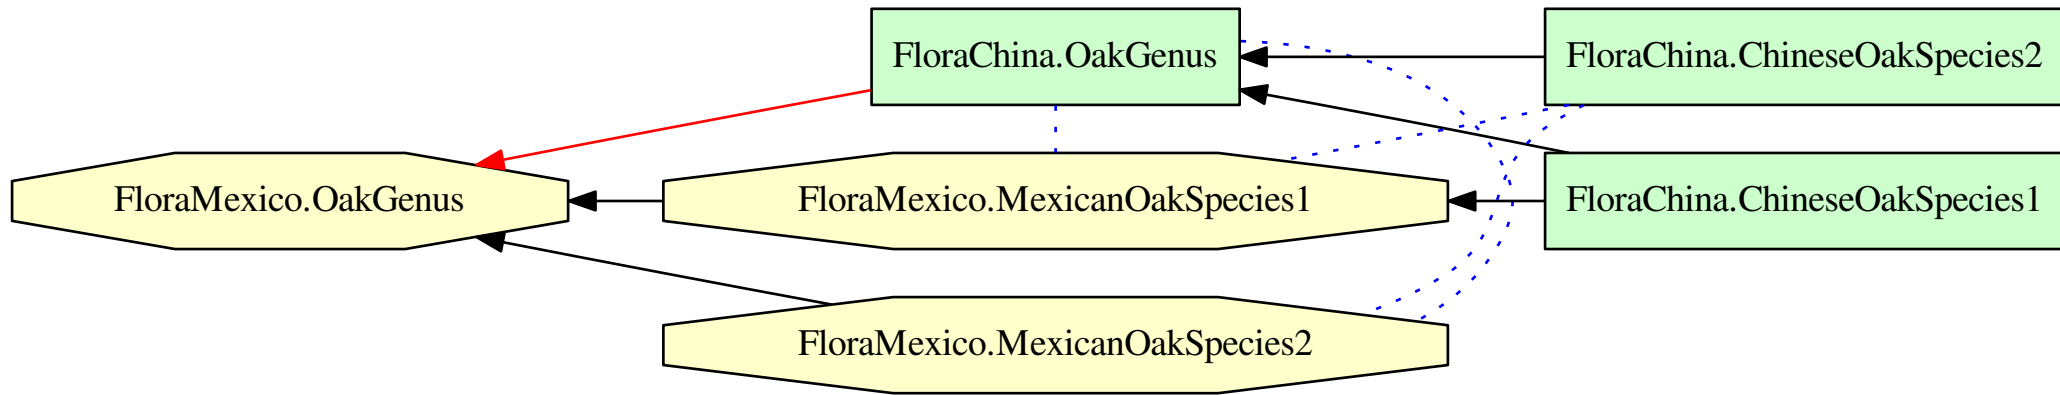 FloraChina.OakGenus
FloraChina.ChineseOakSpecies2
FloraMexico.OakGenus
FloraMexico.MexicanOakSpecies1
FloraChina.ChineseOakSpecies1
FloraMexico.MexicanOakSpecies2